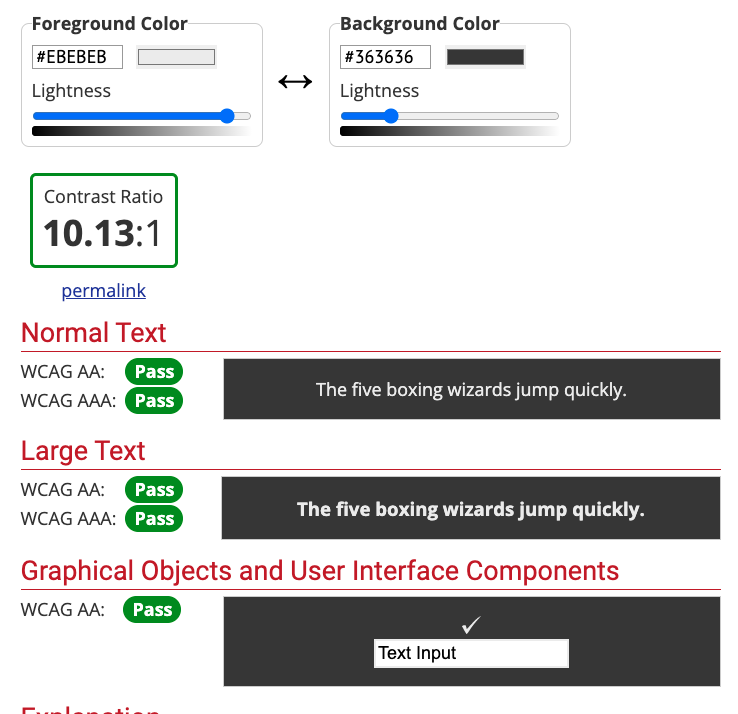 Foreground Color
Background Color
#EBEBEB
#363636
Lightness
Lightness
Contrast Ratio
10.13:1
permalink
Normal Text
WCAG AA: Pass
The five boxing wizards jump quickly.
WCAG AAA: Pass
Large Text
WCAG AA: Pass
The five boxing wizards jump quickly.
WCAG AAA: Pass
Graphical Objects and User Interface Components
WCAG AA: Pass
✓
Text Input